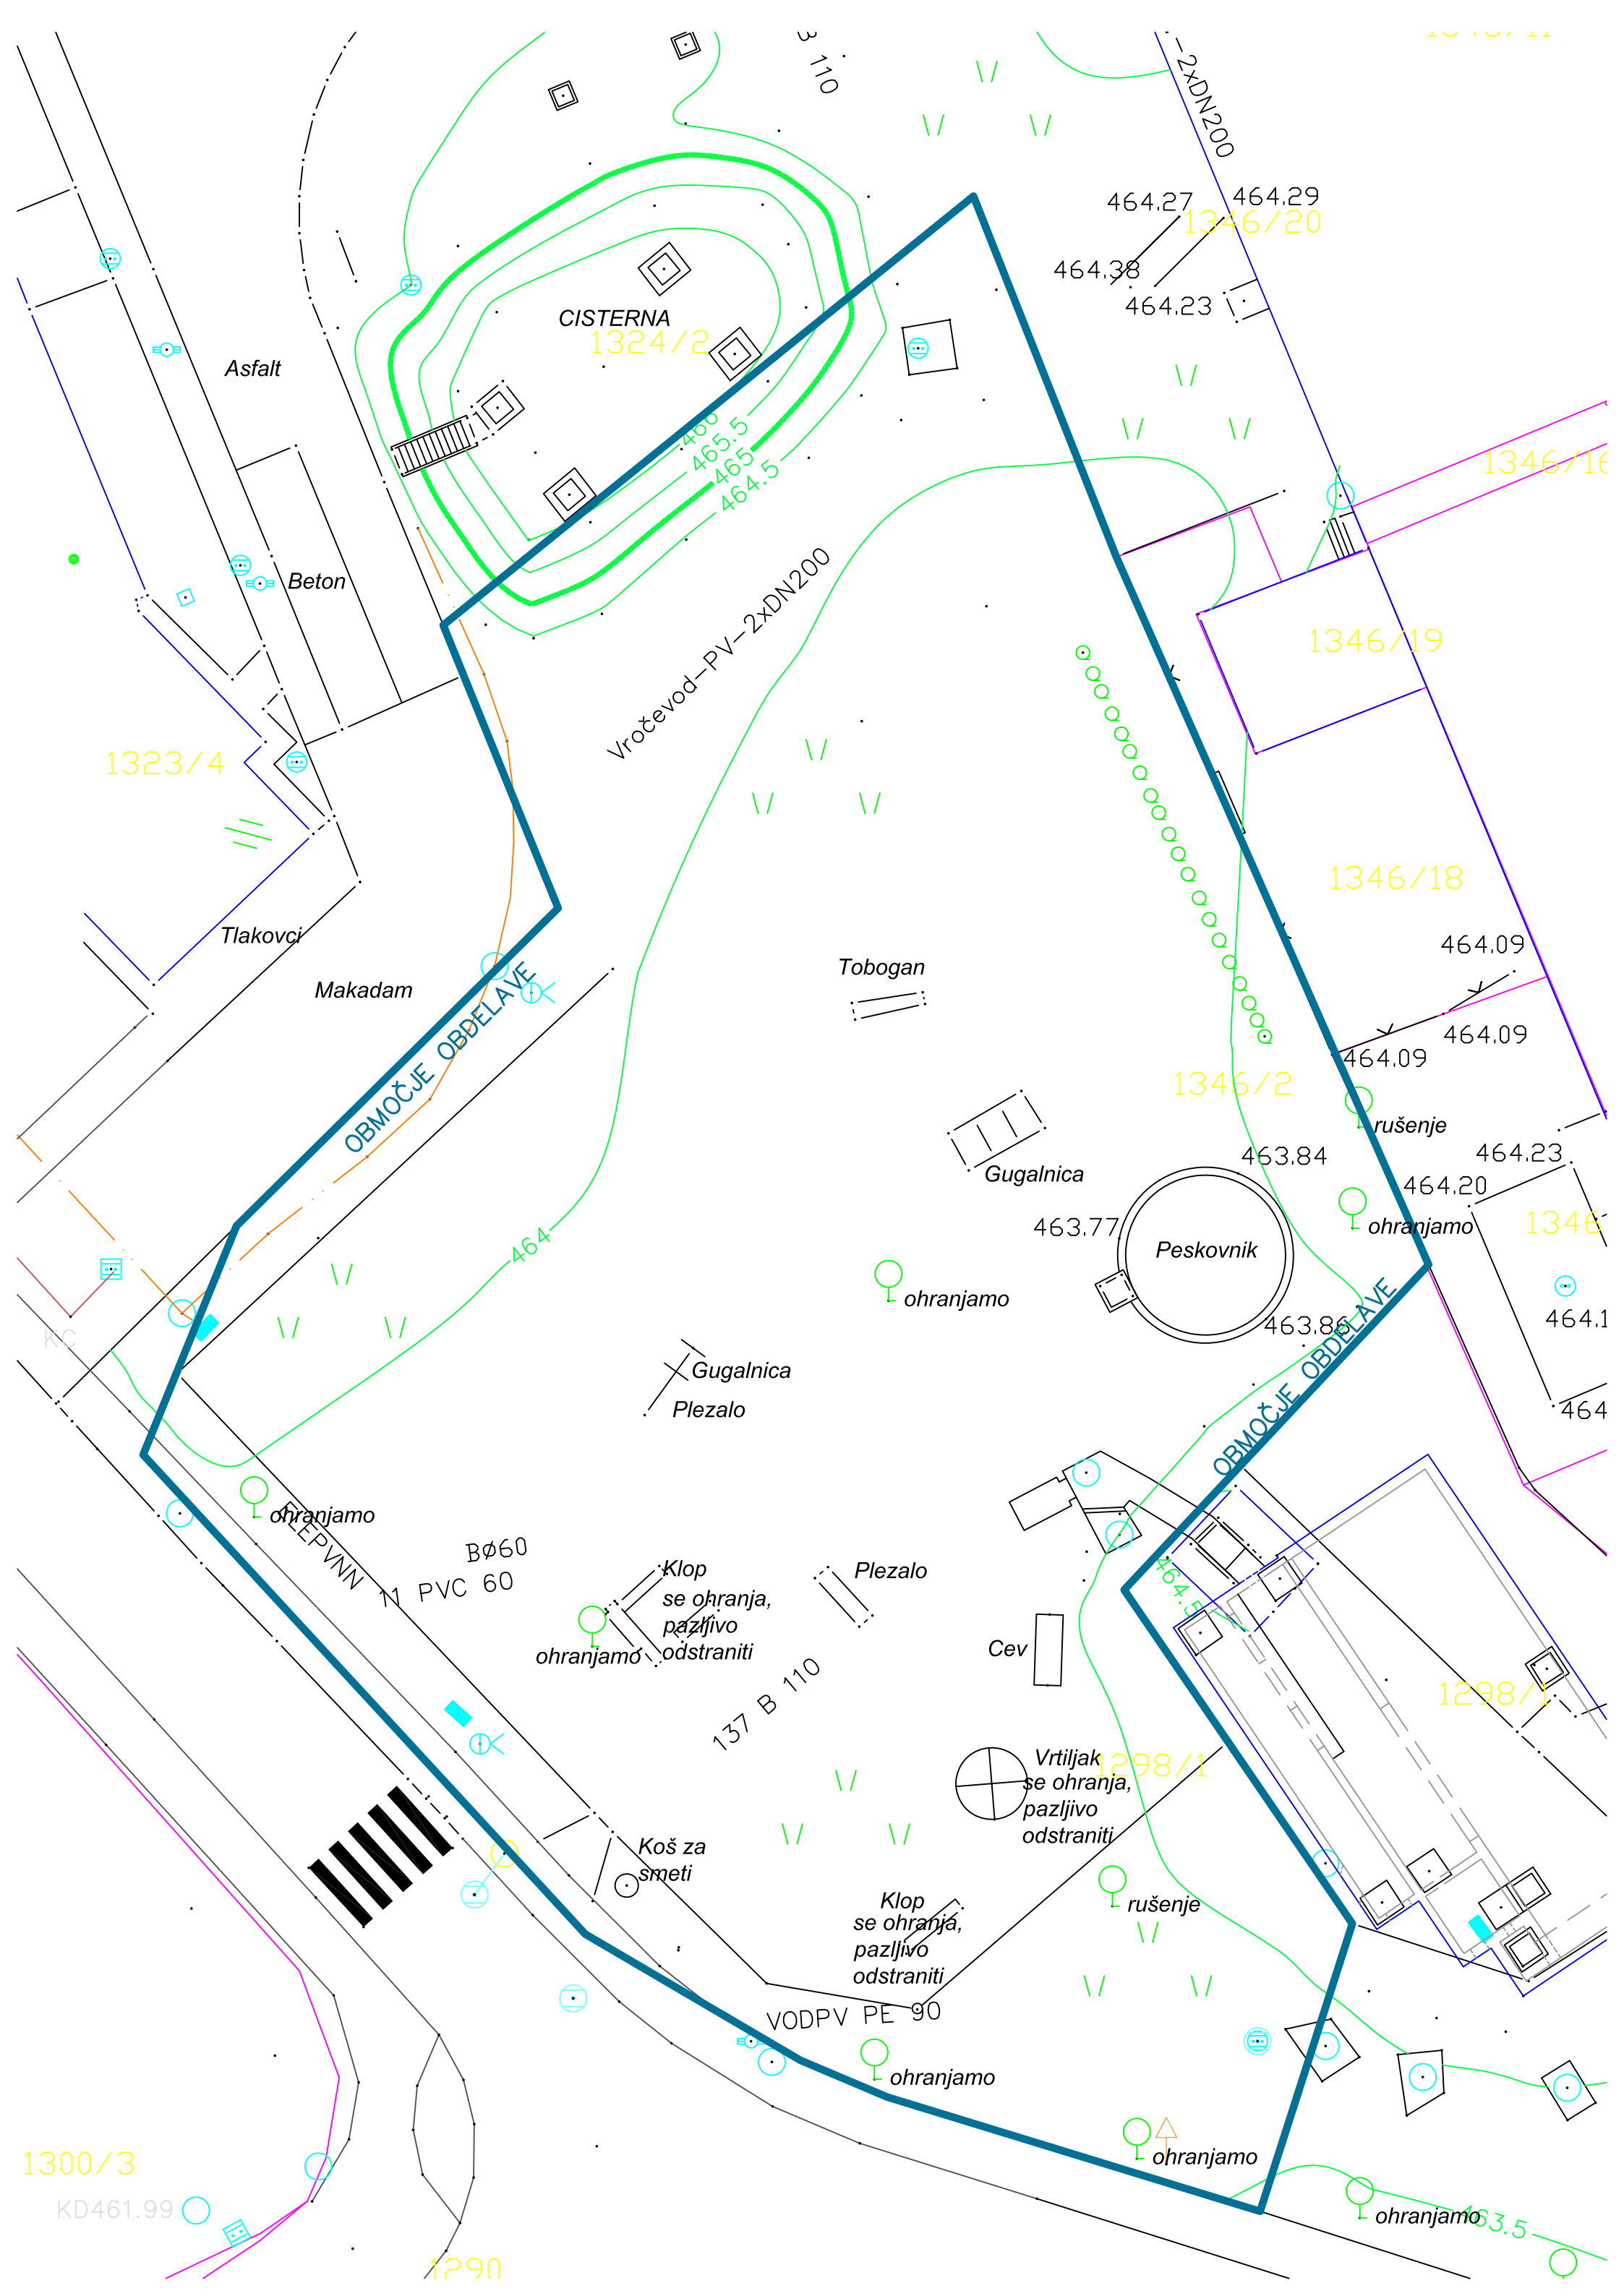 B 110
-2xDN200
464.27
464.29
1346/20
464.38
464.23
CISTERNA
1324/2
Asfalt
466
465.5
465
464.5
1346/16
Beton
Vročevod-PV-2xDN200
1346/19
1323/4
1346/18
Tlakovci
464.09
Makadam
Tobogan
OBMOČJE OBDELAVE
464.09
464.09
1346/2
rušenje
464.23
463.84
Gugalnica
464.20
463.77
ohranjamo
1346
Peskovnik
464
ohranjamo
464.1
463.86
KC
OBMOČJE OBDELAVE
Gugalnica
Plezalo
464
ohranjamo
BØ60
11 PVC 60
Klop
se ohranja,
pazljivo
odstraniti
Plezalo
464.5
ohranjamo
Cev
137 B 110
1298/1
Vrtiljak
se ohranja,
pazljivo
odstraniti
1298/1
Koš za
smeti
Klop
se ohranja,
pazljivo
odstraniti
rušenje
VODPV PE 90
ohranjamo
ohranjamo
1300/3
KD461.99
ohranjamo
463.5
1290